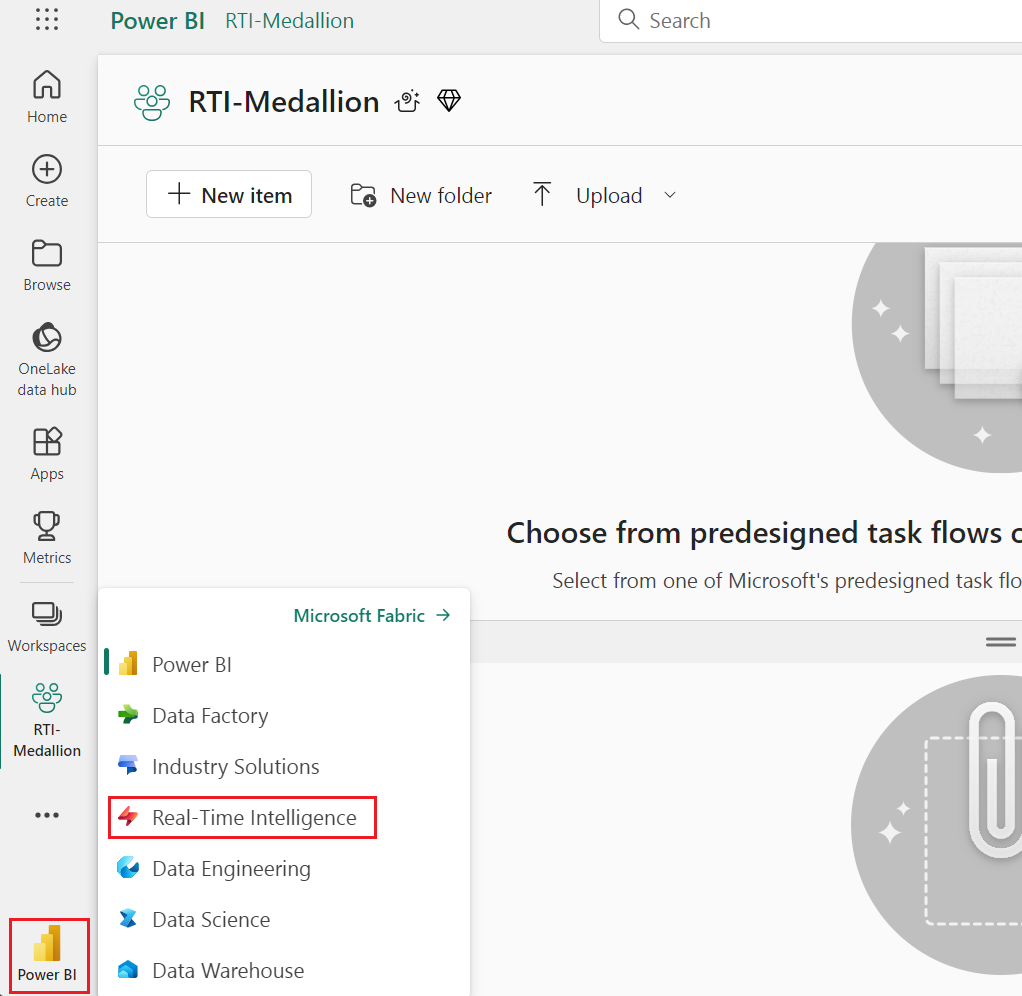 Power BI RTI-Medallion Search
Home
Create
Browse
OneLake
data hub
Apps
Metrics
Workspaces
RTI-
Medallion
Power BI
RTI-Medallion
New item New folder Upload
Choose from predesigned task flows
Select from one of Microsoft's predesigned task
Microsoft Fabric
Power BI
Data Factory
Industry Solutions
Real-Time Intelligence
Data Engineering
Data Science
Data Warehouse